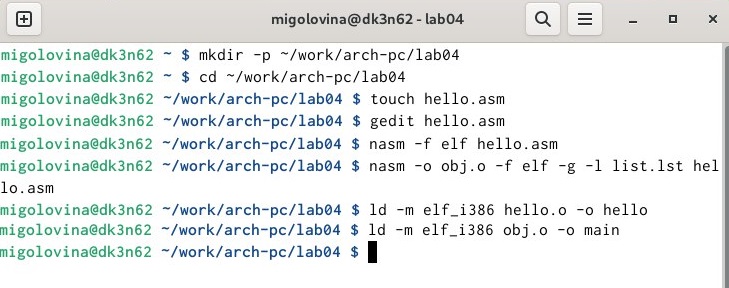 migolovina@dk3n62 - lab04
migolovina@dk3n62 ~ $ mkdir -p ~/work/arch-pc/lab04
migolovina@dk3n62 ~ $ cd ~/work/arch-pc/lab04
migolovina@dk3n62 ~/work/arch-pc/lab04 $ touch hello.asm
migolovina@dk3n62 ~/work/arch-pc/lab04 $ gedit hello.asm
migolovina@dk3n62 ~/work/arch-pc/lab04 $ nasm -f elf hello.asm
migolovina@dk3n62 ~/work/arch-pc/lab04 $ nasm -o obj.o -f elf -g -l list.lst hel
lo.asm
migolovina@dk3n62 ~/work/arch-pc/lab04 $ ld -m elf_i386 hello.o -o hello
migolovina@dk3n62 ~/work/arch-pc/lab04 $ ld -m elf_i386 obj.o -o main
migolovina@dk3n62 ~/work/arch-pc/lab04 $